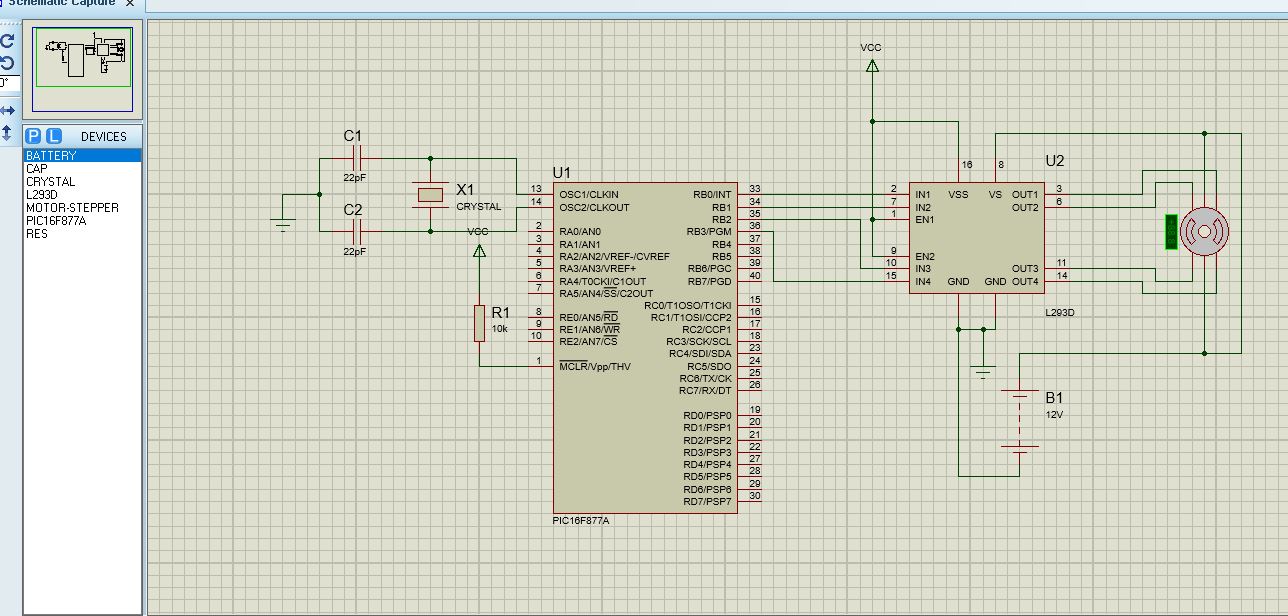 Schematic Capture ×
0°
P L DEVICES
BATTERY
CAP
CRYSTAL
L293D
MOTOR-STEPPER
PIC16F877A
RES
C1
22pF
C2
22pF
X1
CRYSTAL
VCC
R1
10k
U1
13 OSC1/CLKIN
14 OSC2/CLKOUT
2 RA0/AN0
3 RA1/AN1
4 RA2/AN2/VREF-/CVREF
5 RA3/AN3/VREF+
6 RA4/T0CKI/C1OUT
7 RA5/AN4/SS/C2OUT
8 RE0/AN5/RD
9 RE1/AN6/WR
10 RE2/AN7/CS
1 MCLR/Vpp/THV
RB0/INT 33
RB1 34
RB2 35
RB3/PGM 36
RB4 37
RB5 38
RB6/PGC 39
RB7/PGD 40
RC0/T1OSO/T1CKI 15
RC1/T1OSI/CCP2 16
RC2/CCP1 17
RC3/SCK/SCL 18
RC4/SDI/SDA 23
RC5/SDO 24
RC6/TX/CK 25
RC7/RX/DT 26
RD0/PSP0 19
RD1/PSP1 20
RD2/PSP2 21
RD3/PSP3 22
RD4/PSP4 27
RD5/PSP5 28
RD6/PSP6 29
RD7/PSP7 30
PIC16F877A
VCC
U2
16 8
VSS VS
2 IN1
7 IN2
1 EN1
9 EN2
10 IN3
15 IN4
OUT1 3
OUT2 6
OUT3 11
OUT4 14
GND GND
L293D
B1
12V